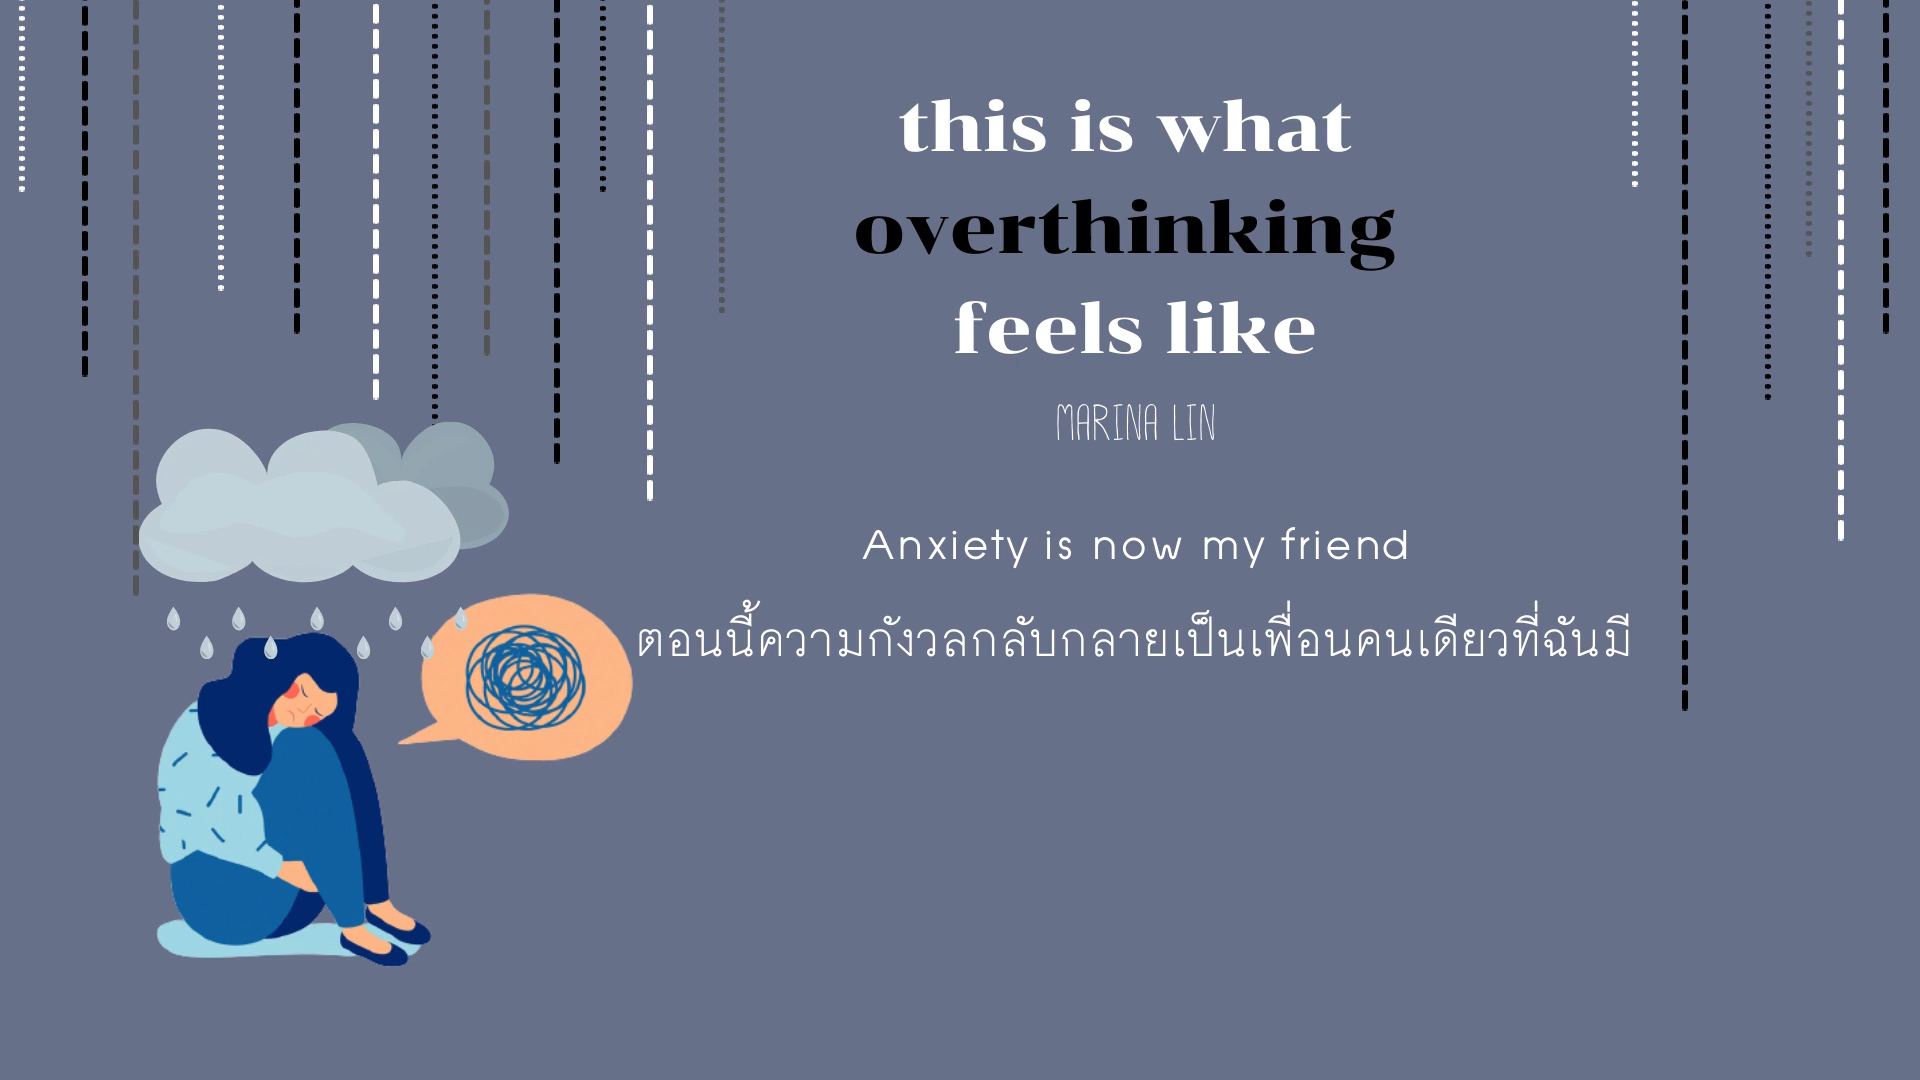 this is what
overthinking
feels like
MARINA LIN
Anxiety is now my friend
ตอนนี้ความกังวลกลับกลายเป็นเพื่อนคนเดียวที่ฉันมี